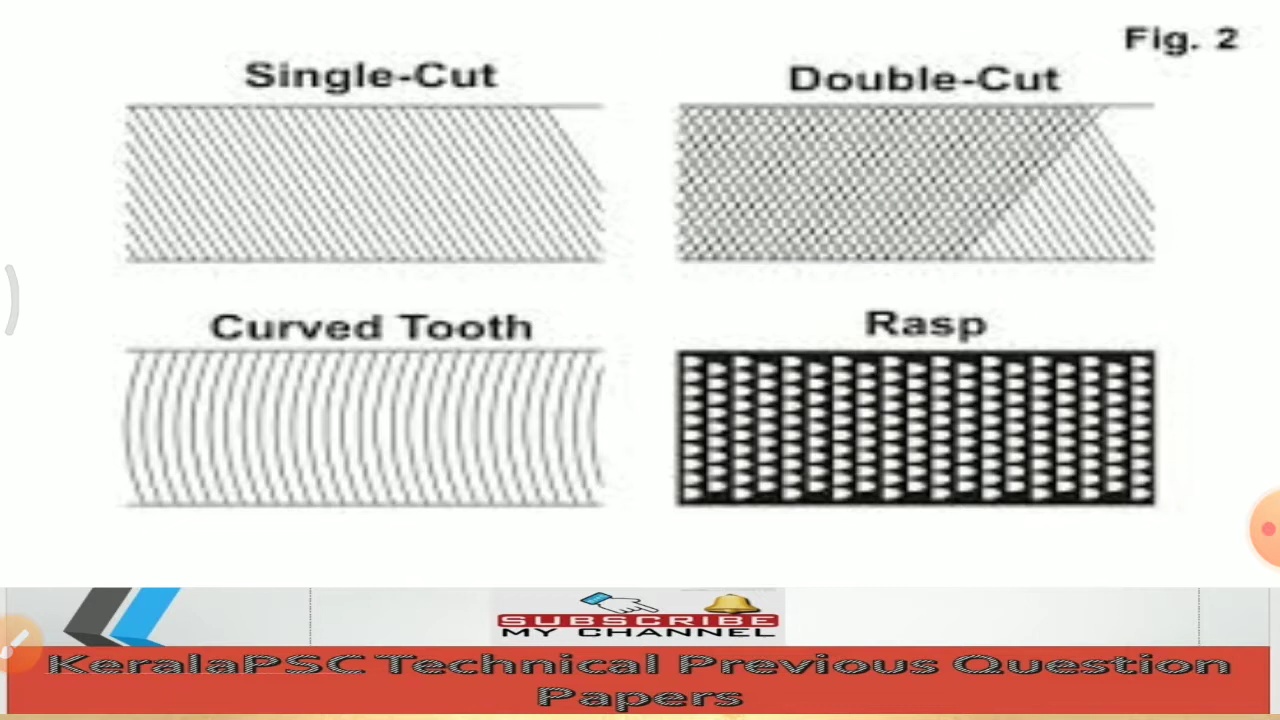 Fig. 2
Single-Cut
Double-Cut
Curved Tooth
Rasp
SUBSCRIBE
MY CHANNEL
KeralaPSC Technical Previous Question
Papers